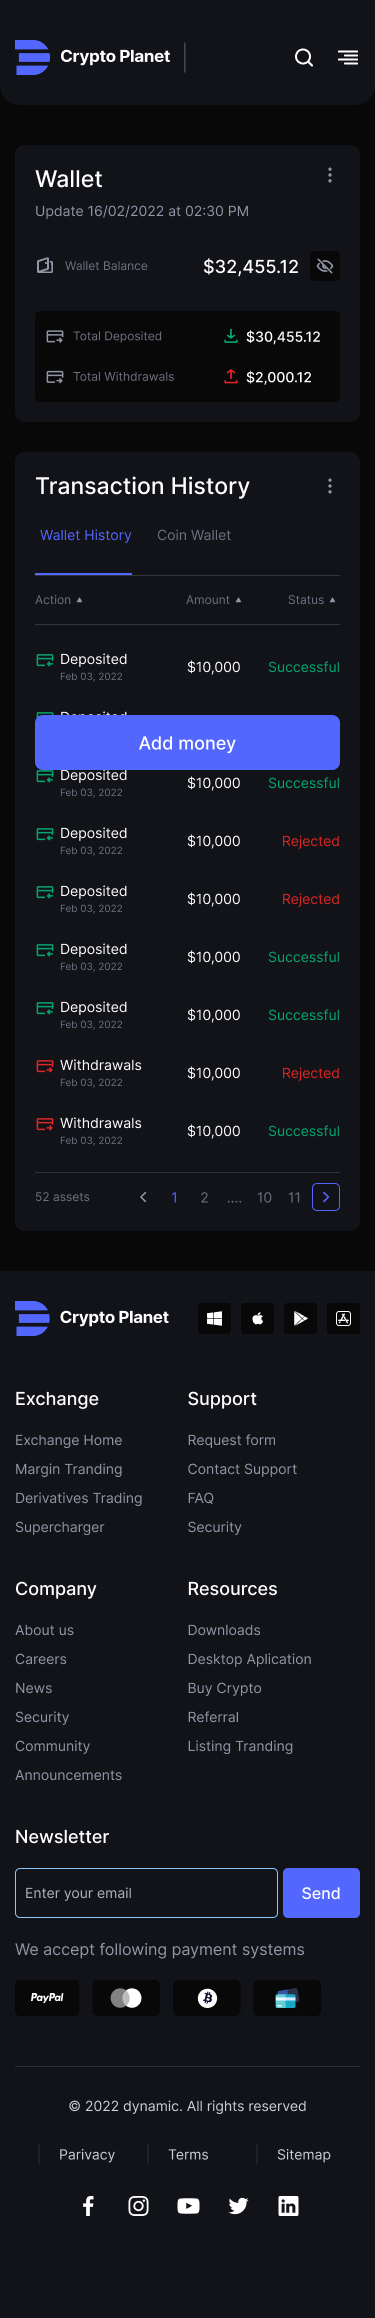 Crypto Planet
Wallet
Update 16/02/2022 at 02:30 PM
Wallet Balance $32,455.12
Total Deposited $30,455.12
Total Withdrawals $2,000.12
Transaction History
Wallet History Coin Wallet
Action Amount Status
Deposited
Feb 03, 2022
$10,000 Successful
Add money
Deposited
Feb 03, 2022
$10,000 Successful
Deposited
Feb 03, 2022
$10,000 Rejected
Deposited
Feb 03, 2022
$10,000 Rejected
Deposited
Feb 03, 2022
$10,000 Successful
Deposited
Feb 03, 2022
$10,000 Successful
Withdrawals
Feb 03, 2022
$10,000 Rejected
Withdrawals
Feb 03, 2022
$10,000 Successful
52 assets 1 2 .... 10 11
Crypto Planet
Exchange
Exchange Home
Margin Tranding
Derivatives Trading
Supercharger
Support
Request form
Contact Support
FAQ
Security
Company
About us
Careers
News
Security
Community
Announcements
Resources
Downloads
Desktop Aplication
Buy Crypto
Referral
Listing Tranding
Newsletter
Enter your email Send
We accept following payment systems
PayPal
© 2022 dynamic. All rights reserved
Parivacy Terms Sitemap